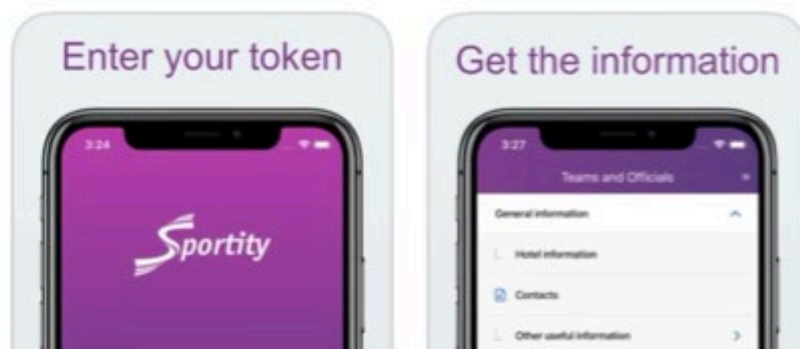 Enter your token
3:24
Sportity
Get the information
3:27
Teams and Officials
General information
Hotel information
Contacts
Other useful information